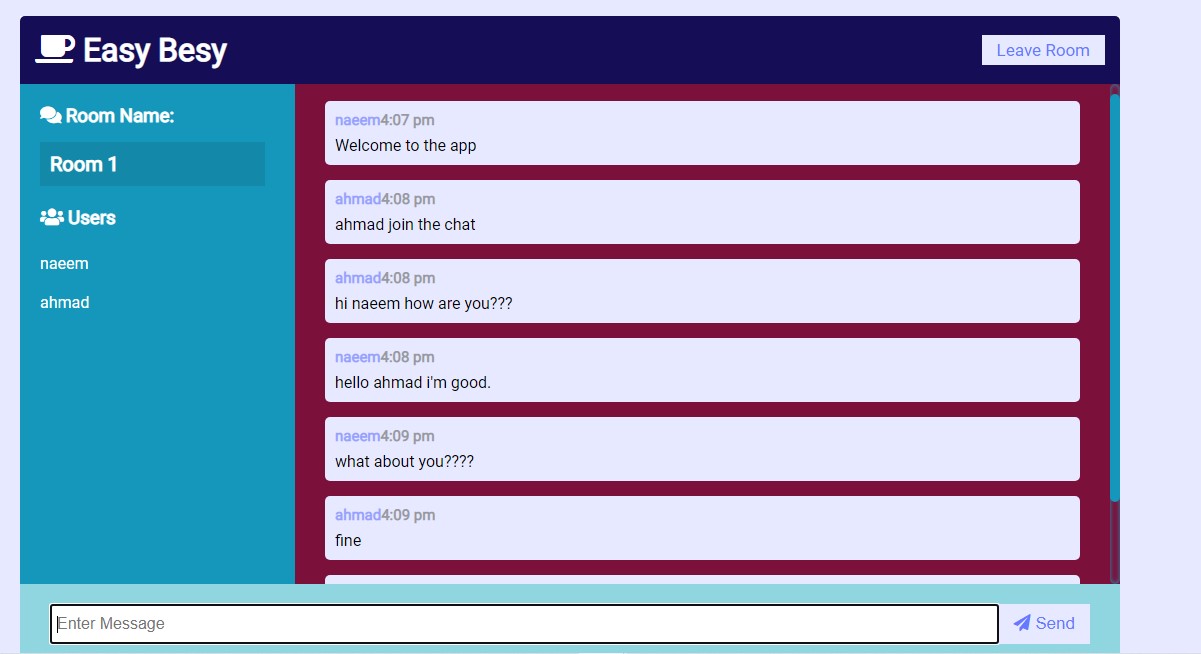 Easy Besy
Leave Room
Room Name:
Room 1
Users
naeem
ahmad
naeem4:07 pm
Welcome to the app
ahmad4:08 pm
ahmad join the chat
ahmad4:08 pm
hi naeem how are you???
naeem4:08 pm
hello ahmad i'm good.
naeem4:09 pm
what about you????
ahmad4:09 pm
fine
Enter Message
Send